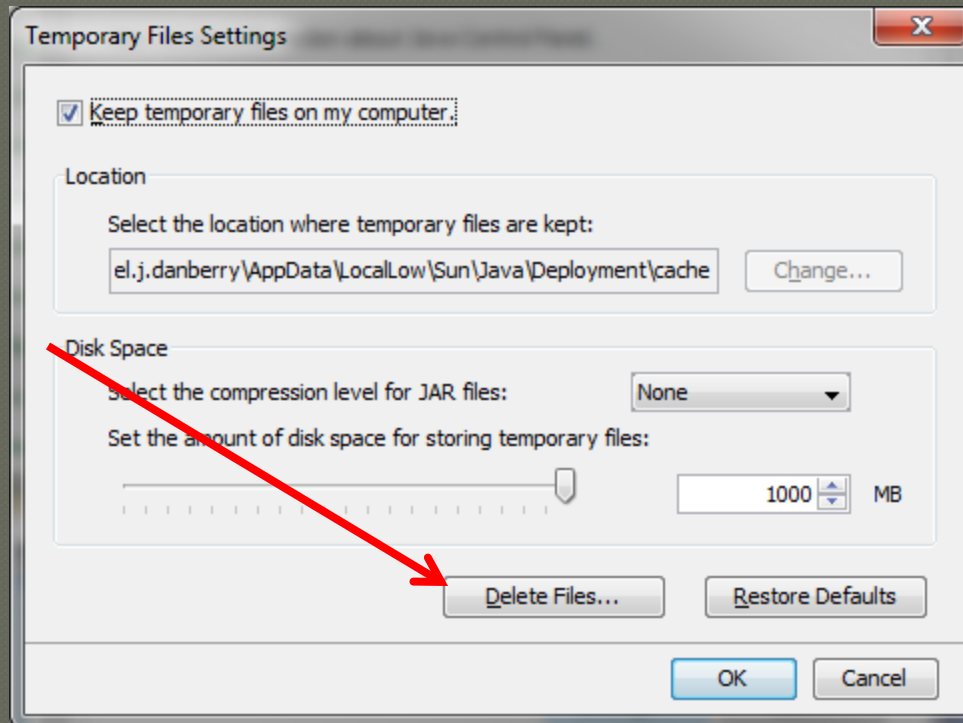 Temporary Files Settings
Keep temporary files on my computer.
Location
Select the location where temporary files are kept:
el.j.danberry\AppData\LocalLow\Sun\Java\Deployment\cache
Change...
Disk Space
Select the compression level for JAR files:
None
Set the amount of disk space for storing temporary files:
1000 MB
Delete Files...
Restore Defaults
OK
Cancel